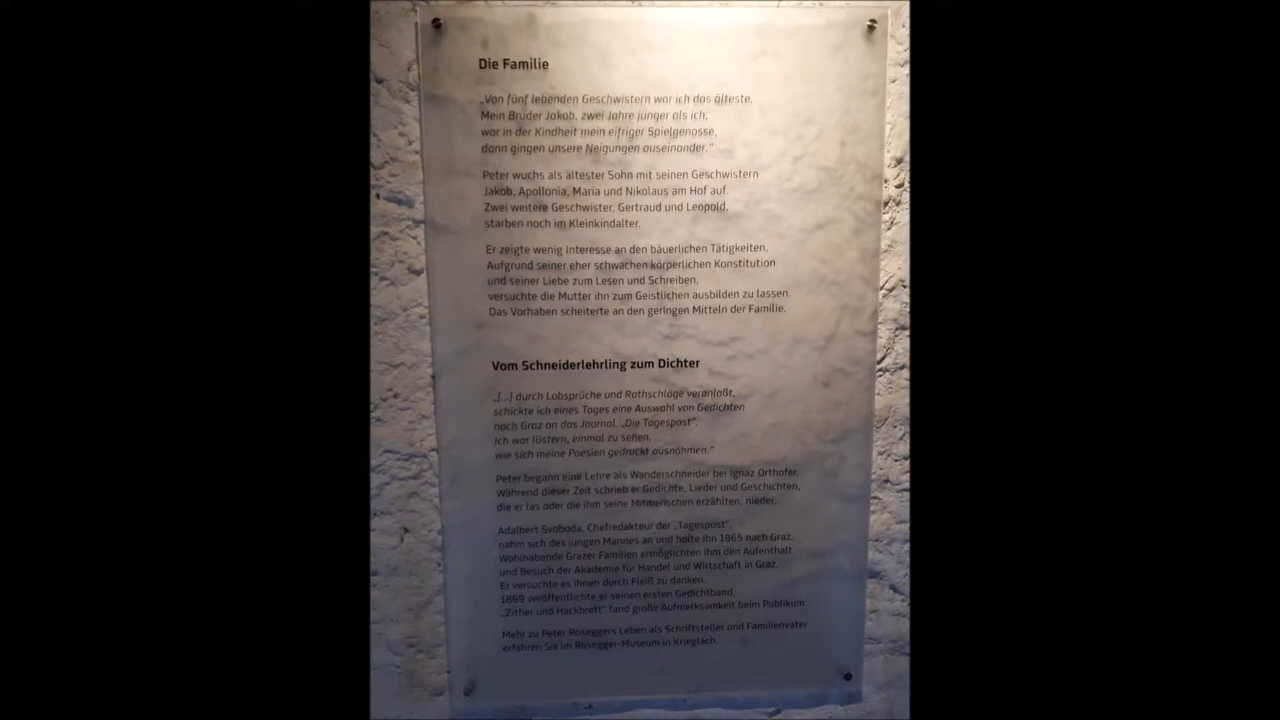 Die Familie
„Von fünf lebenden Geschwistern war ich das älteste.
Mein Bruder Jakob, zwei Jahre jünger als ich,
war in der Kindheit mein eifriger Spielgenosse,
dann gingen unsere Neigungen auseinander.“
Peter wuchs als ältester Sohn mit seinen Geschwistern
Jakob, Apollonia, Maria und Nikolaus am Hof auf.
Zwei weitere Geschwister, Gertraud und Leopold,
starben noch im Kleinkindalter.
Er zeigte wenig Interesse an den bäuerlichen Tätigkeiten.
Aufgrund seiner eher schwachen körperlichen Konstitution
und seiner Liebe zum Lesen und Schreiben,
versuchte die Mutter ihn zum Geistlichen ausbilden zu lassen.
Das Vorhaben scheiterte an den geringen Mitteln der Familie.
Vom Schneiderlehrling zum Dichter
„[...] durch Lobsprüche und Rathschläge veranlaßt,
schickte ich eines Tages eine Auswahl von Gedichten
nach Graz an das Journal. „Die Tagespost“.
Ich war lüstern, einmal zu sehen,
wie sich meine Poesien gedruckt ausnähmen.“
Peter begann eine Lehre als Wanderschneider bei Ignaz Orthofer.
Während dieser Zeit schrieb er Gedichte, Lieder und Geschichten,
die er las oder die ihm seine Mitmenschen erzählten, nieder.
Adalbert Svoboda, Chefredakteur der „Tagespost“,
nahm sich des jungen Mannes an und holte ihn 1865 nach Graz.
Wohlhabende Grazer Familien ermöglichten ihm den Aufenthalt
und Besuch der Akademie für Handel und Wirtschaft in Graz.
Er versuchte es ihnen durch Fleiß zu danken.
1869 veröffentlichte er seinen ersten Gedichtband.
„Zither und Hackbrett“ fand große Aufmerksamkeit beim Publikum.
Mehr zu Peter Roseggers Leben als Schriftsteller und Familienvater
erfahren Sie im Rosegger-Museum in Krieglach.